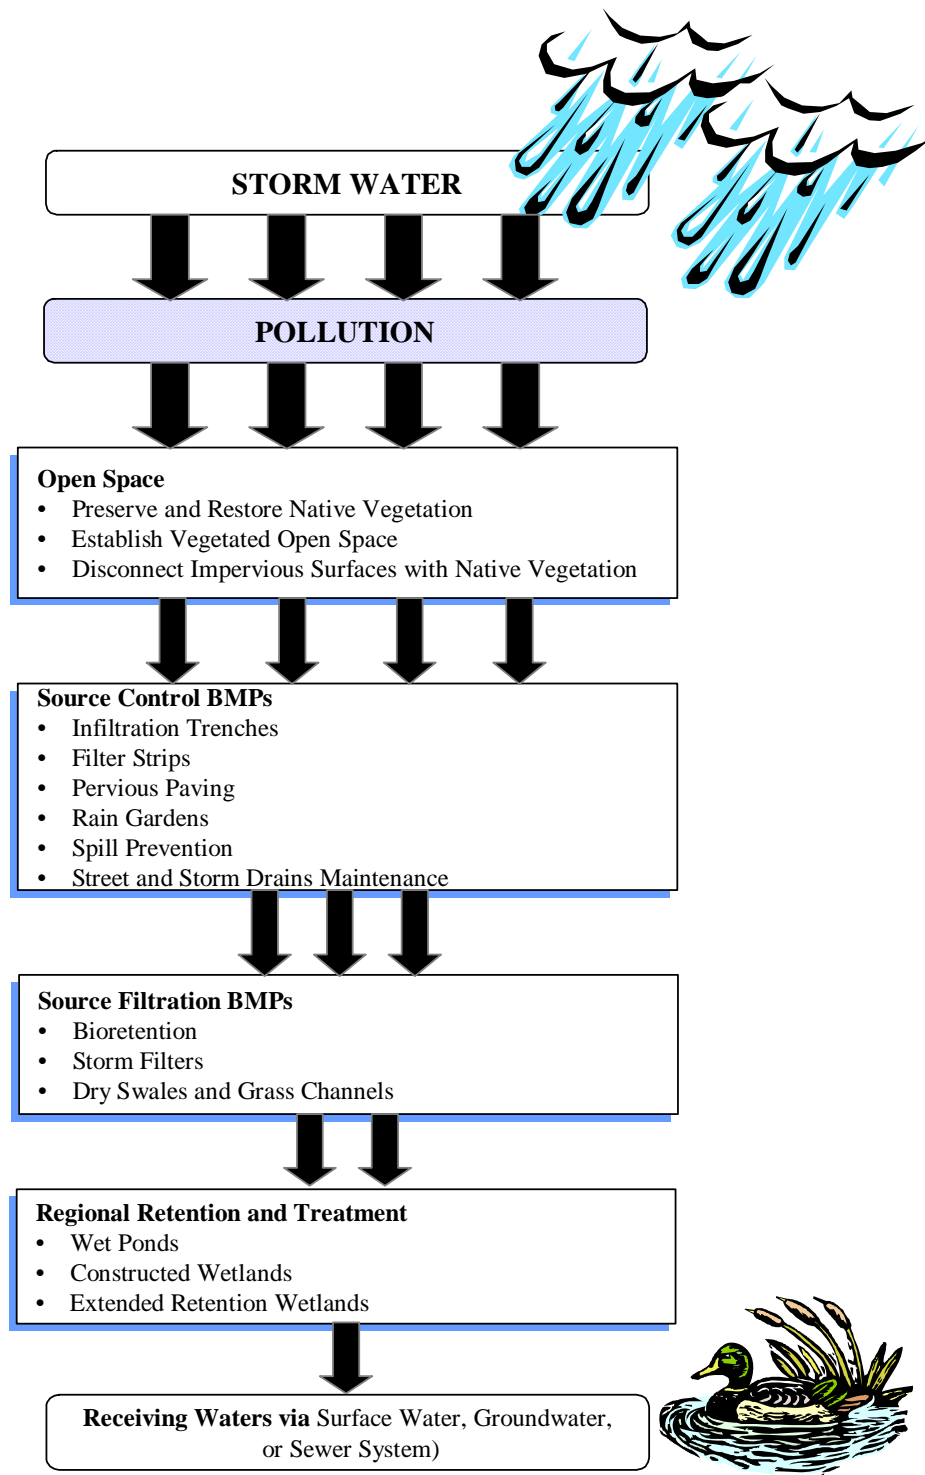 STORM WATER
POLLUTION
Open Space
• Preserve and Restore Native Vegetation
• Establish Vegetated Open Space
• Disconnect Impervious Surfaces with Native Vegetation
Source Control BMPs
• Infiltration Trenches
• Filter Strips
• Pervious Paving
• Rain Gardens
• Spill Prevention
• Street and Storm Drains Maintenance
Source Filtration BMPs
• Bioretention
• Storm Filters
• Dry Swales and Grass Channels
Regional Retention and Treatment
• Wet Ponds
• Constructed Wetlands
• Extended Retention Wetlands
Receiving Waters via Surface Water, Groundwater,
or Sewer System)